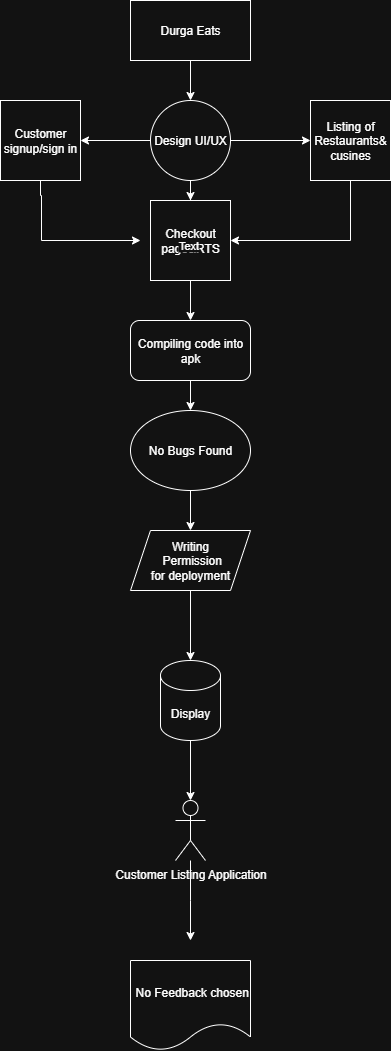 Durga Eats
Customer
signup/sign in
Design UI/UX
Listing of
Restaurants&
cusines
Checkout
Text
Compiling code into
apk
No Bugs Found
Writing
Permission
for deployment
Display
Customer Listing Application
No Feedback chosen